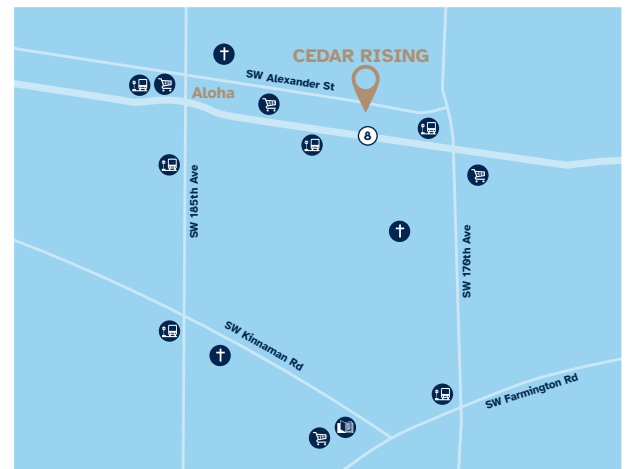 CEDAR RISING
SW Alexander St
Aloha
8
SW 185th Ave
SW 170th Ave
SW Kinnaman Rd
SW Farmington Rd